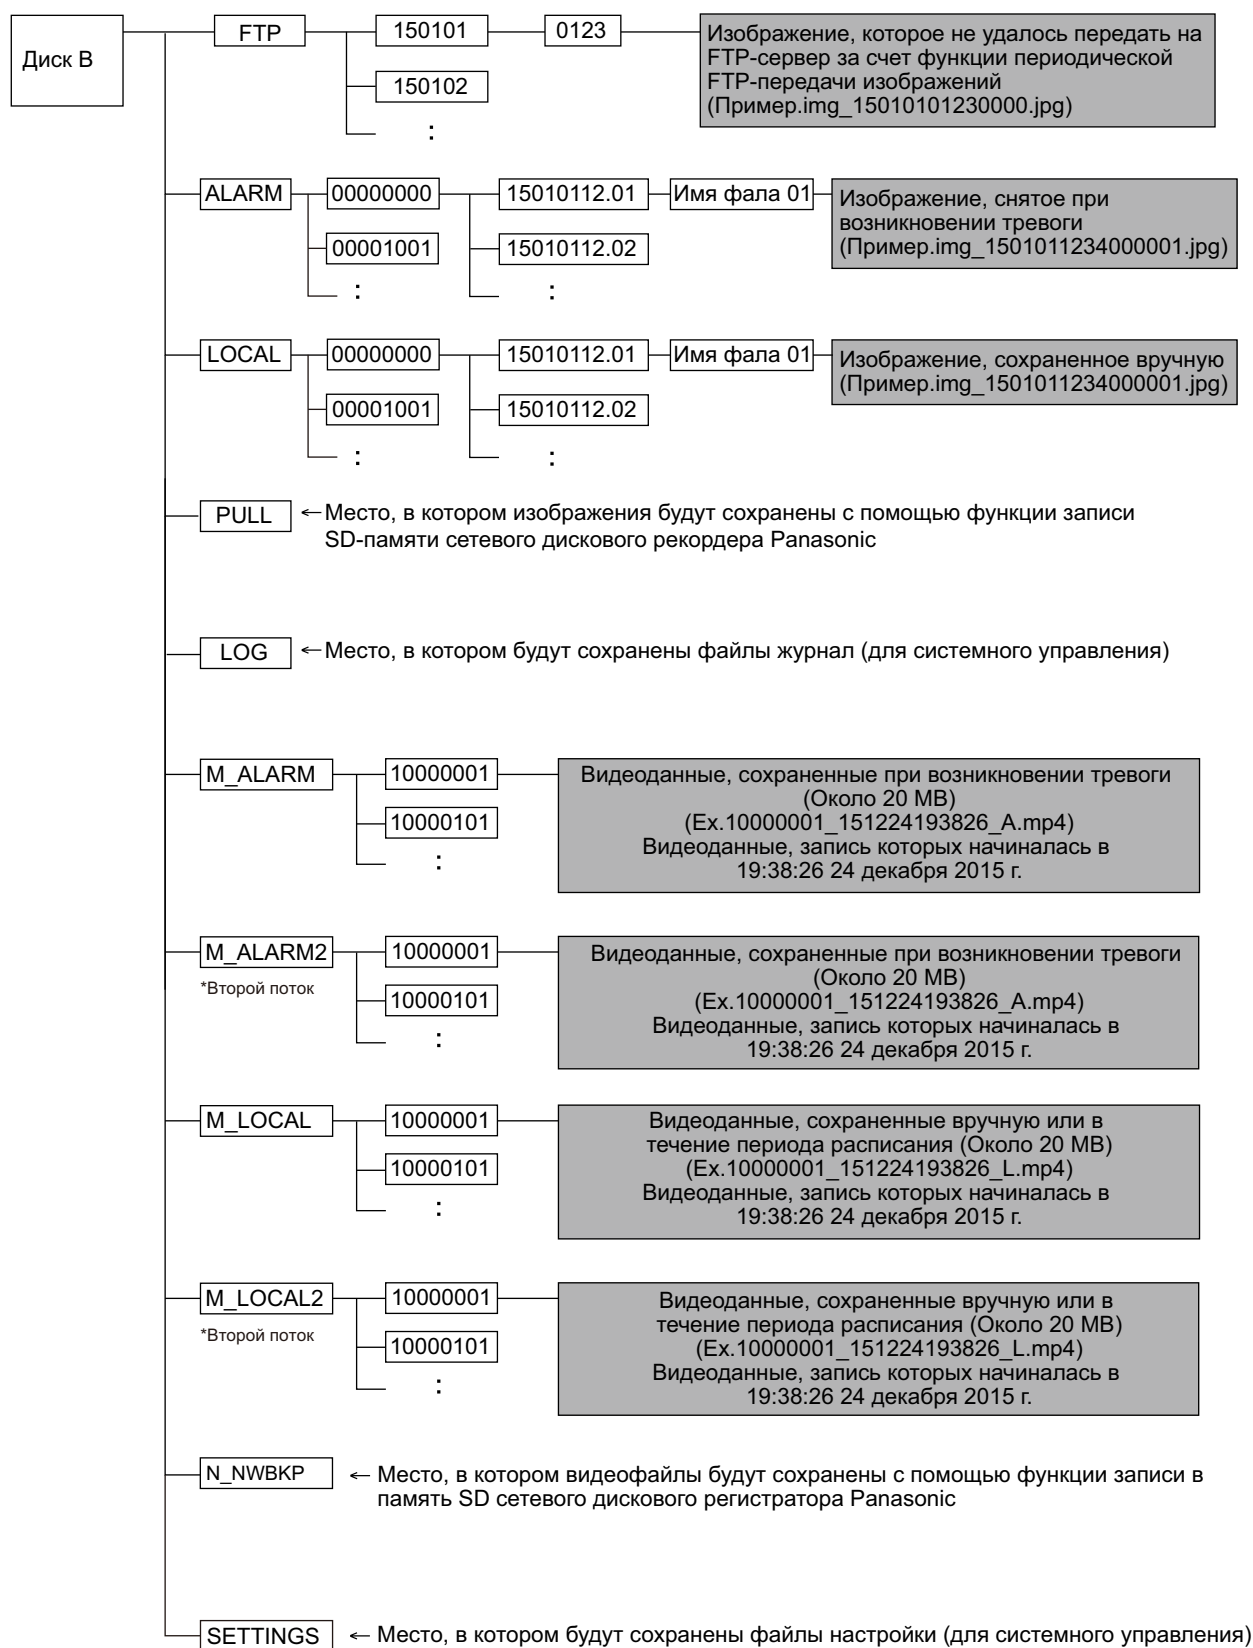 Диск B
FTP
150101
0123
Изображение, которое не удалось передать на
FTP-сервер за счет функции периодической
FTP-передачи изображений
(Пример.img_15010101230000.jpg)
150102
:
ALARM
00000000
15010112.01
Имя фала 01
Изображение, снятое при
возникновении тревоги
(Пример.img_1501011234000001.jpg)
00001001
15010112.02
:
:
LOCAL
00000000
15010112.01
Имя фала 01
Изображение, сохраненное вручную
(Пример.img_1501011234000001.jpg)
00001001
15010112.02
:
:
PULL
←Место, в котором изображения будут сохранены с помощью функции записи
SD-памяти сетевого дискового рекордера Panasonic
LOG
←Место, в котором будут сохранены файлы журнал (для системного управления)
M_ALARM
10000001
Видеоданные, сохраненные при возникновении тревоги
(Около 20 MB)
(Ex.10000001_151224193826_A.mp4)
Видеоданные, запись которых начиналась в
19:38:26 24 декабря 2015 г.
10000101
:
M_ALARM2
*Второй поток
10000001
Видеоданные, сохраненные при возникновении тревоги
(Около 20 MB)
(Ex.10000001_151224193826_A.mp4)
Видеоданные, запись которых начиналась в
19:38:26 24 декабря 2015 г.
10000101
:
M_LOCAL
10000001
Видеоданные, сохраненные вручную или в
течение периода расписания (Около 20 MB)
(Ex.10000001_151224193826_L.mp4)
Видеоданные, запись которых начиналась в
19:38:26 24 декабря 2015 г.
10000101
:
M_LOCAL2
*Второй поток
10000001
Видеоданные, сохраненные вручную или в
течение периода расписания (Около 20 MB)
(Ex.10000001_151224193826_L.mp4)
Видеоданные, запись которых начиналась в
19:38:26 24 декабря 2015 г.
10000101
:
N_NWBKP
← Место, в котором видеофайлы будут сохранены с помощью функции записи в
память SD сетевого дискового регистратора Panasonic
SETTINGS
← Место, в котором будут сохранены файлы настройки (для системного управления)